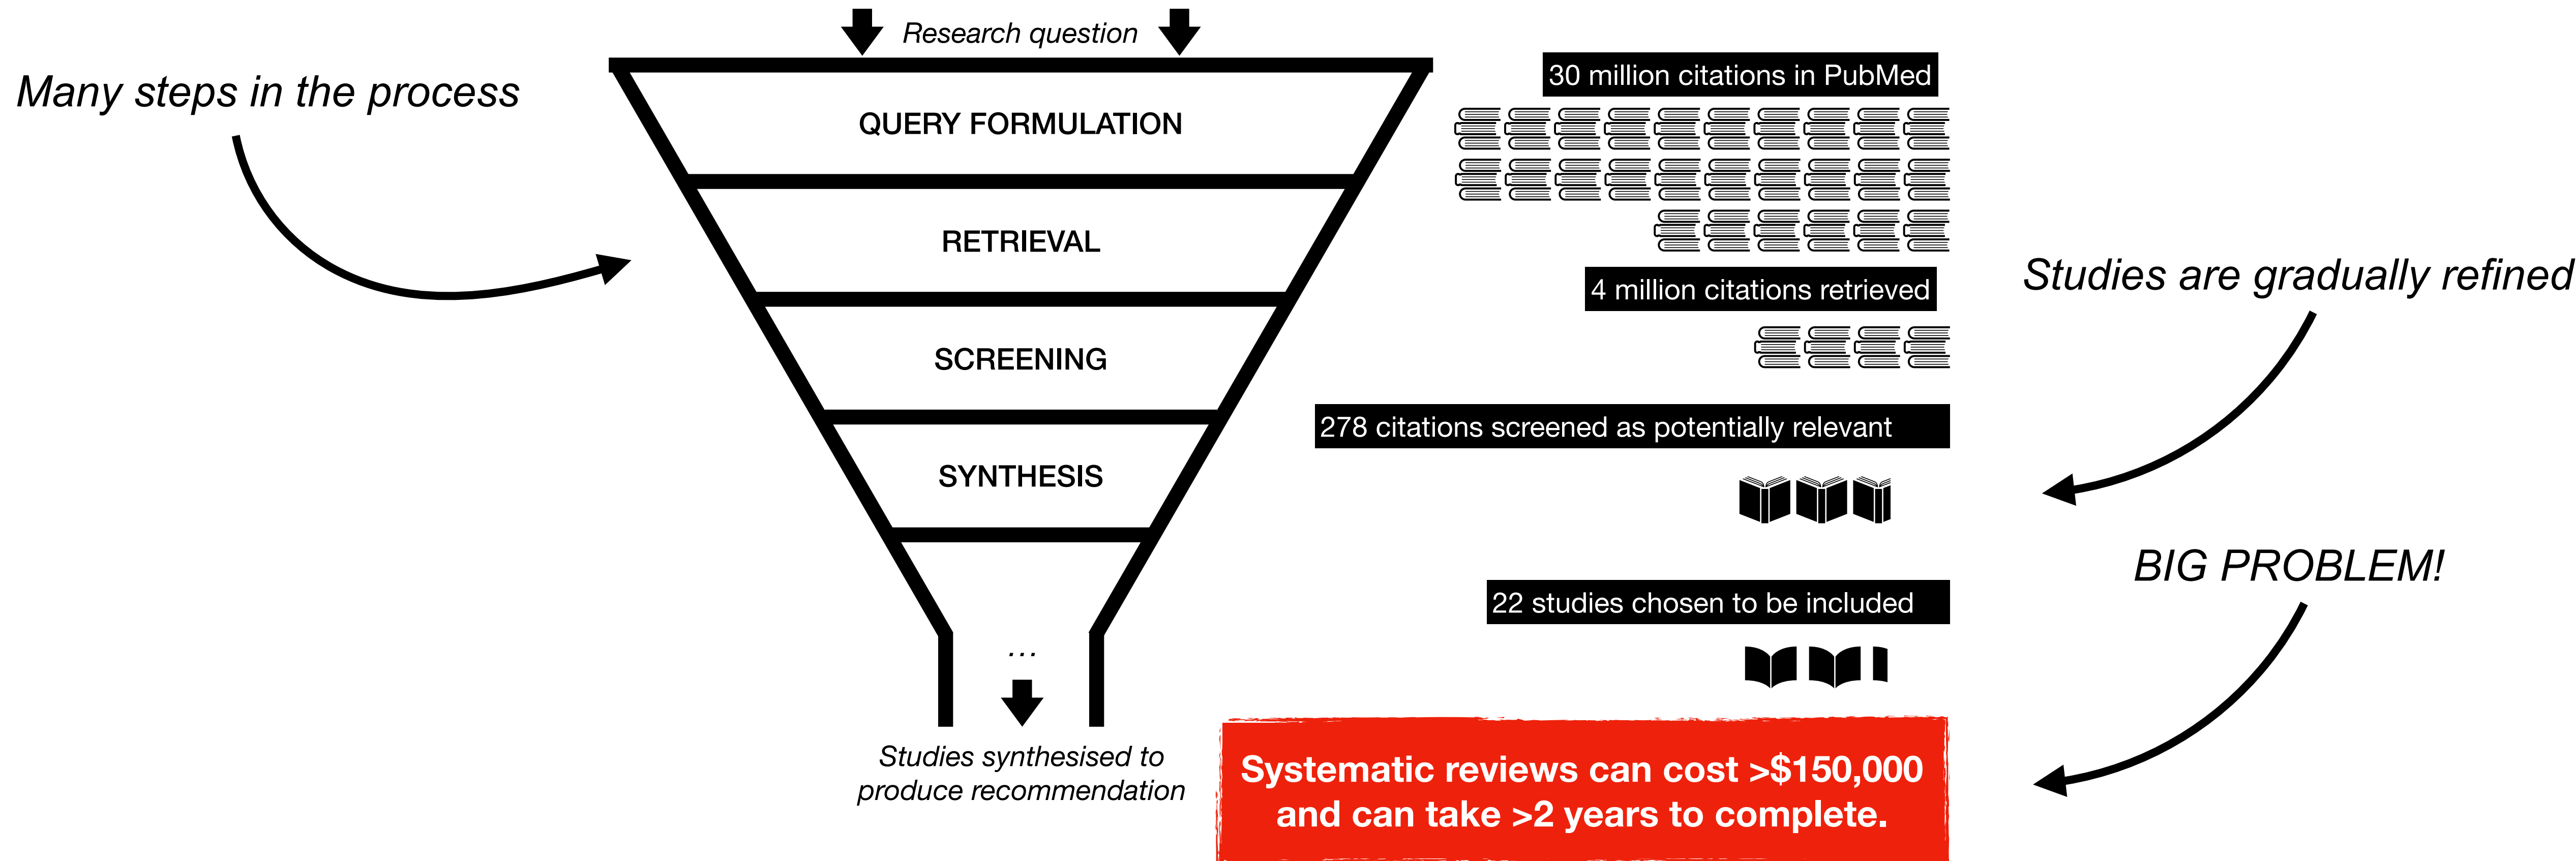 Research question
Many steps in the process
QUERY FORMULATION
RETRIEVAL
SCREENING
SYNTHESIS
...
Studies synthesised to
produce recommendation
30 million citations in PubMed
4 million citations retrieved
278 citations screened as potentially relevant
22 studies chosen to be included
Systematic reviews can cost >$150,000
and can take >2 years to complete.
Studies are gradually refined
BIG PROBLEM!